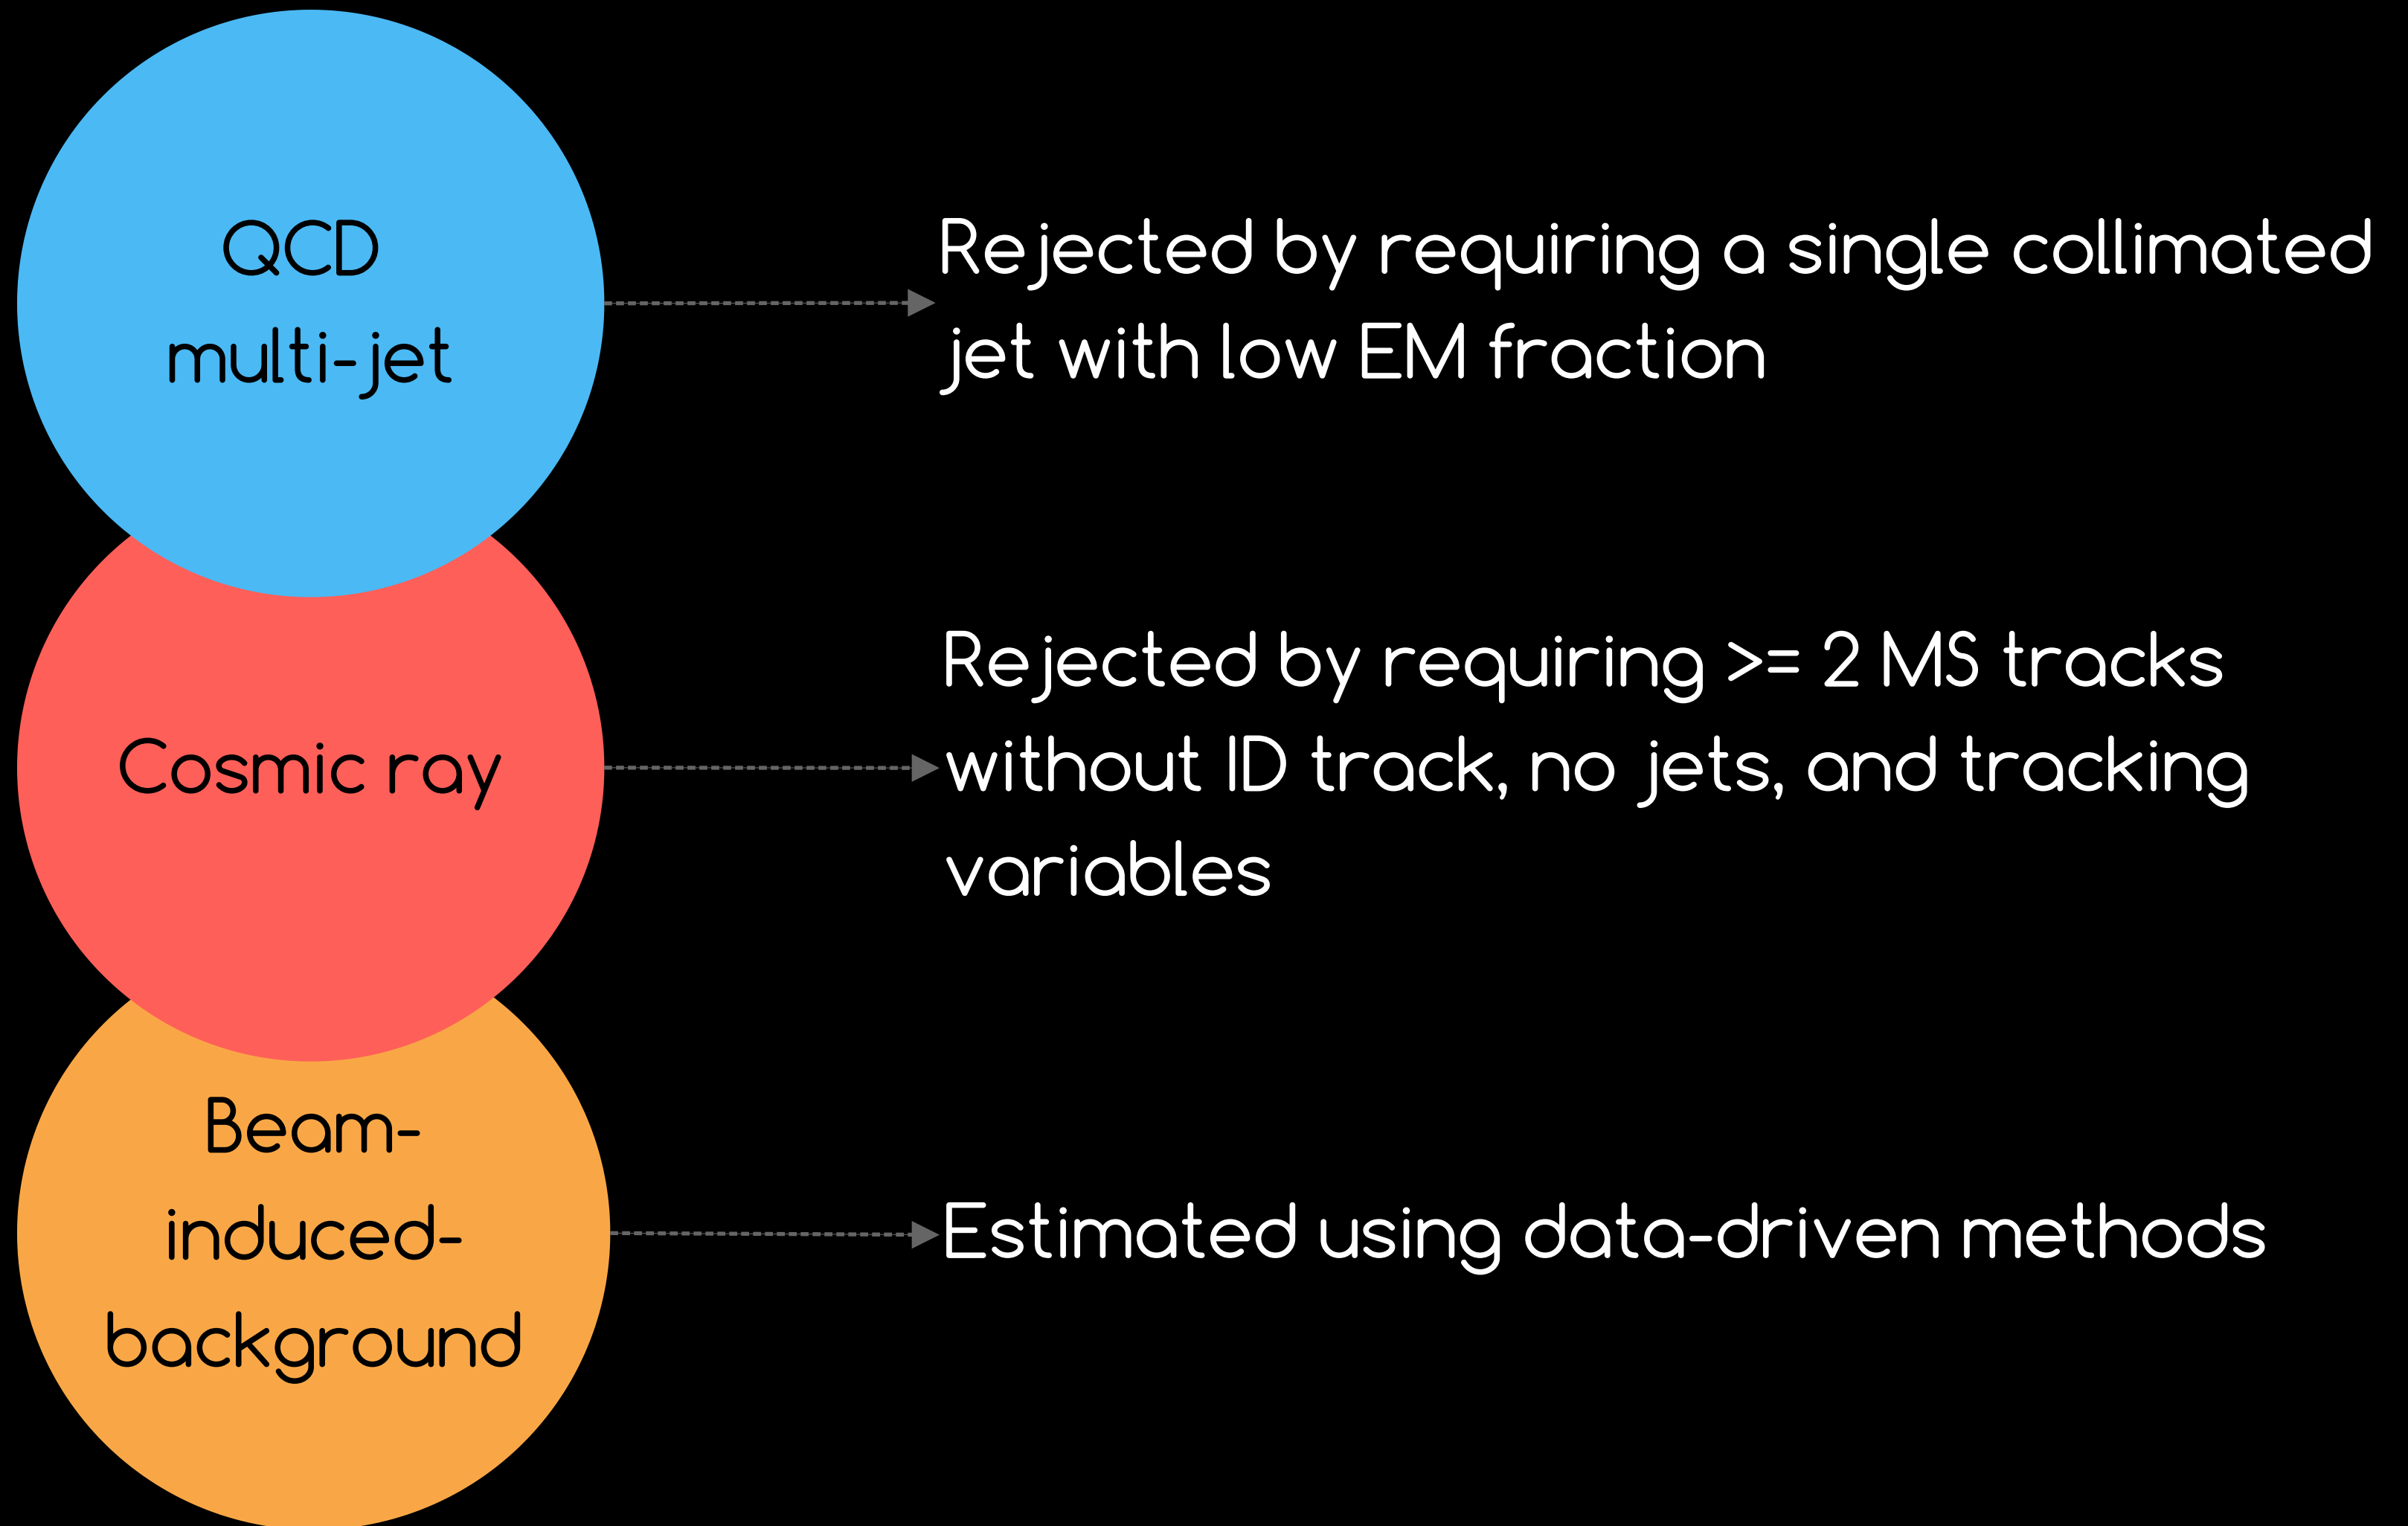 QCD
multi-jet
Rejected by requiring a single collimated
jet with low EM fraction
Cosmic ray
Rejected by requiring >= 2 MS tracks
without ID track, no jets, and tracking
variables
Beam-
induced-
background
Estimated using data-driven methods